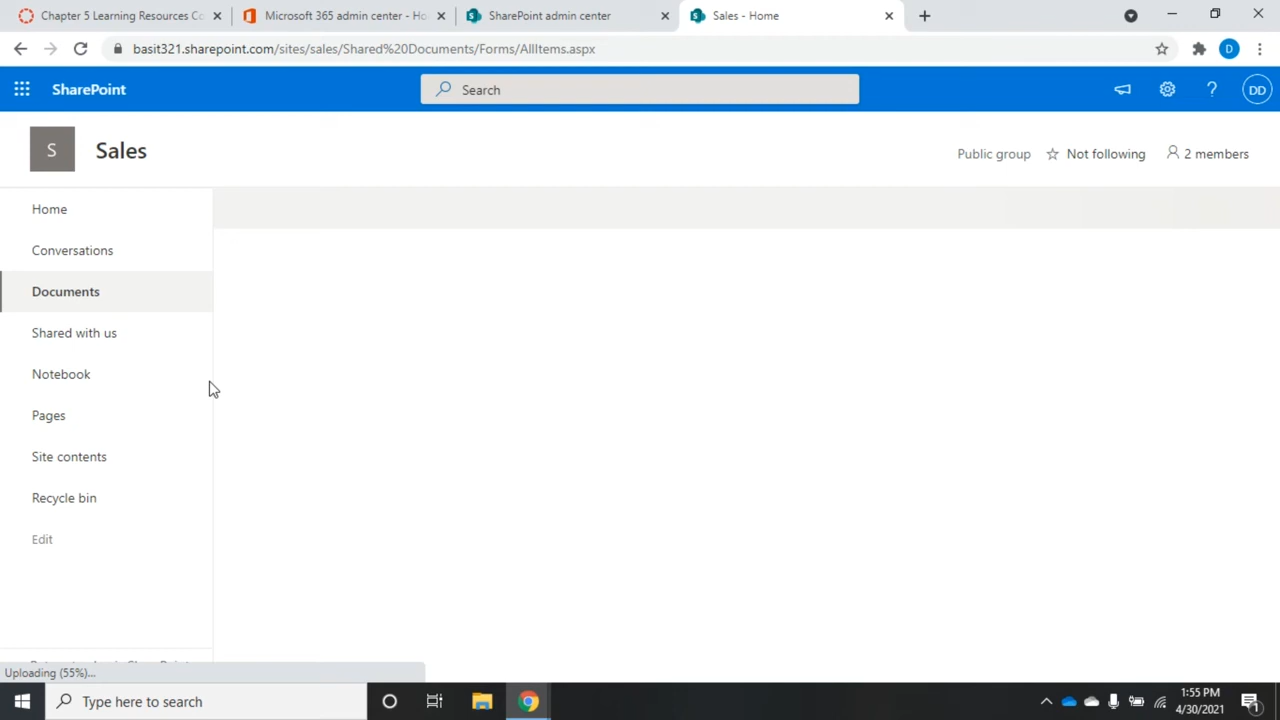 Chapter 5 Learning Resources Co
Microsoft 365 admin center - Ho
SharePoint admin center
Sales - Home
basit321.sharepoint.com/sites/sales/Shared%20Documents/Forms/AllItems.aspx
D
SharePoint
Search
?
DD
S
Sales
Public group
Not following
2 members
Home
Conversations
Documents
Shared with us
Notebook
Pages
Site contents
Recycle bin
Edit
Uploading (55%)...
Type here to search
1:55 PM
4/30/2021
1